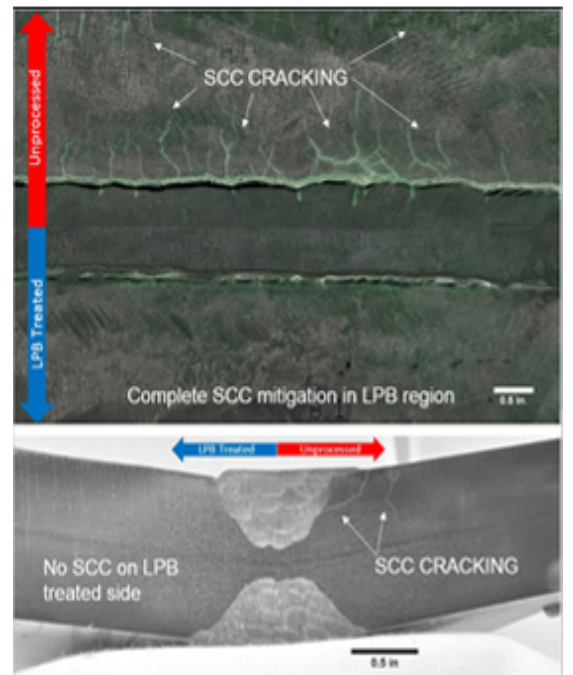 Unprocessed
SCC CRACKING
LPB Treated
Complete SCC mitigation in LPB region
0.5 in.
LPB Treated
Unprocessed
No SCC on LPB
treated side
SCC CRACKING
0.5 in